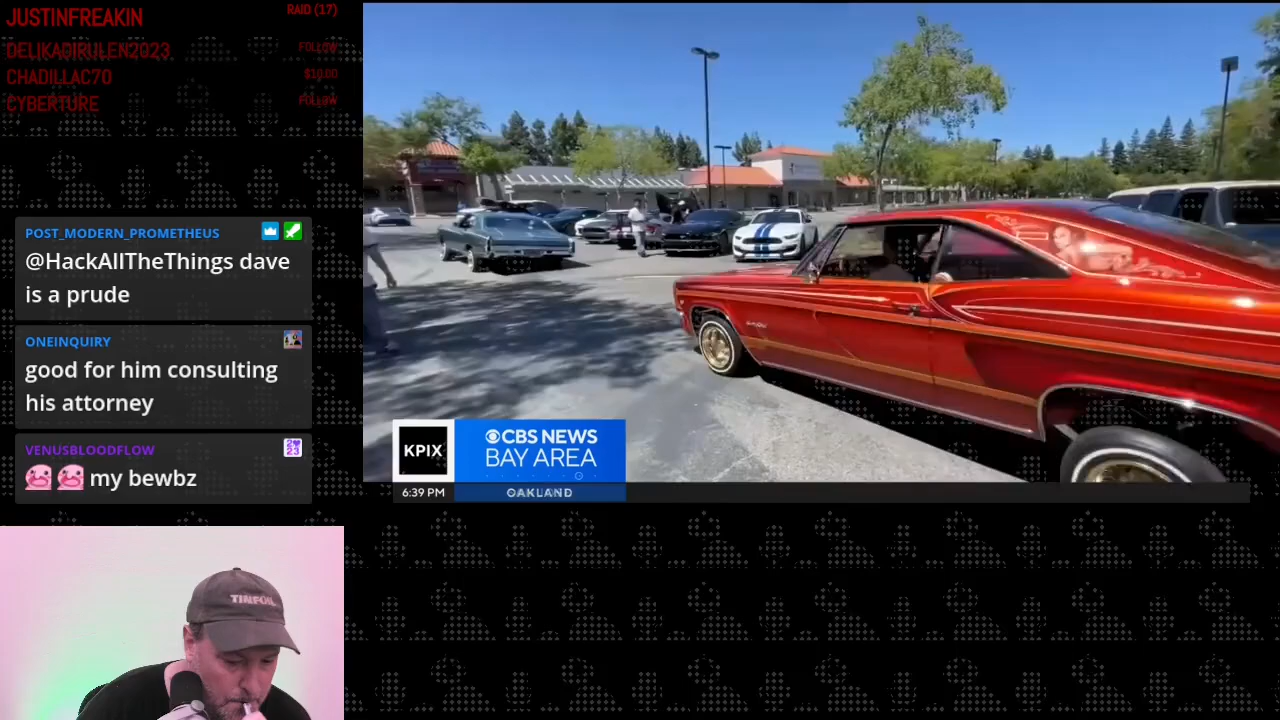 JUSTINFREAKIN RAID (17)
DELIKADIRULEN2023 FOLLOW
CHADILLAC70 $10.00
CYBERTURE FOLLOW
POST_MODERN_PROMETHEUS
@HackAllTheThings dave
is a prude
ONEINQUIRY
good for him consulting
his attorney
VENUSBLOODFLOW
my bewbz
KPIX
CBS NEWS
BAY AREA
6:39 PM OAKLAND
TINFOIL